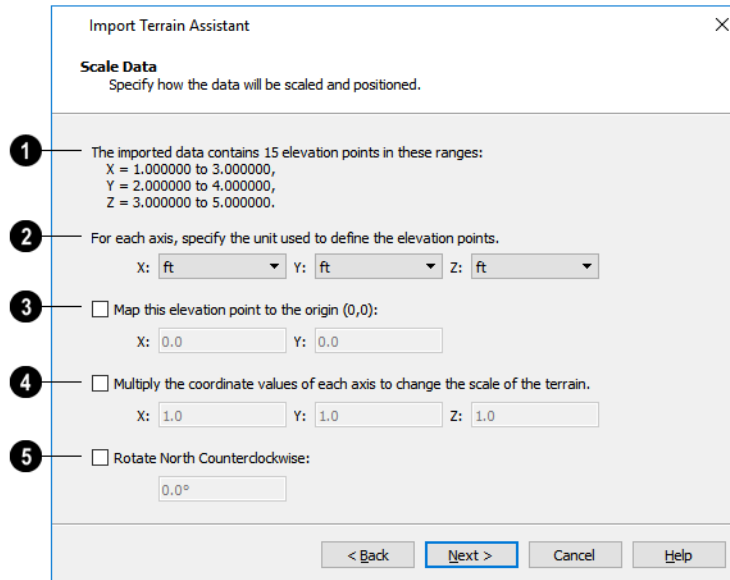 Import Terrain Assistant
Scale Data
Specify how the data will be scaled and positioned.
1
The imported data contains 15 elevation points in these ranges:
X = 1.000000 to 3.000000,
Y = 2.000000 to 4.000000,
Z = 3.000000 to 5.000000.
2
For each axis, specify the unit used to define the elevation points.
X: ft Y: ft Z: ft
3
Map this elevation point to the origin (0,0):
X: 0.0 Y: 0.0
4
Multiply the coordinate values of each axis to change the scale of the terrain.
X: 1.0 Y: 1.0 Z: 1.0
5
Rotate North Counterclockwise:
0.0°
< Back Next > Cancel Help